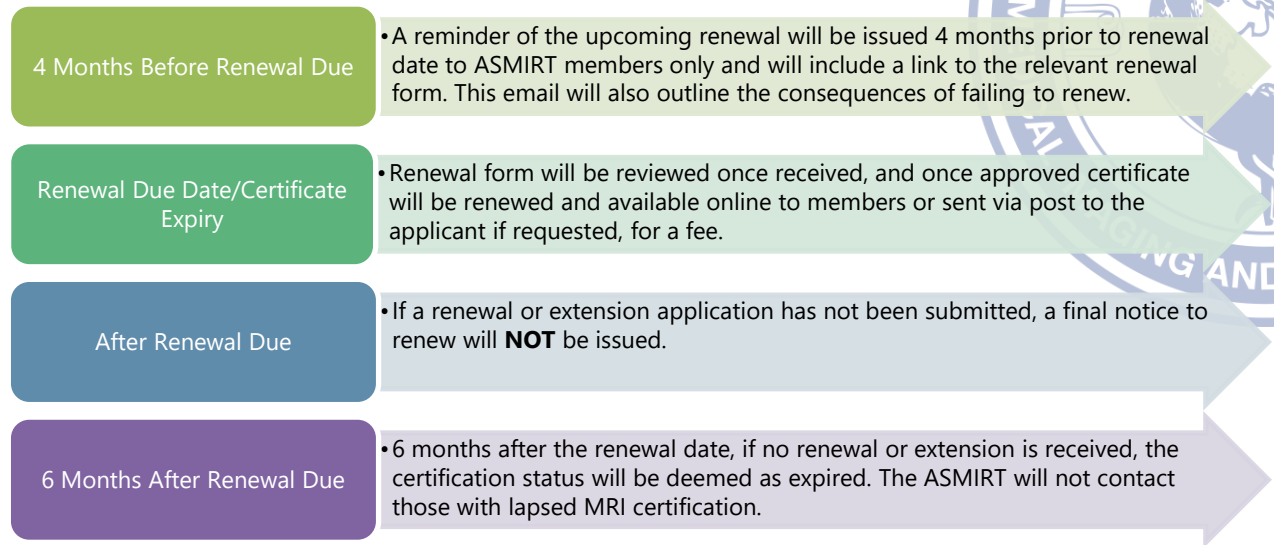 4 Months Before Renewal Due
•A reminder of the upcoming renewal will be issued 4 months prior to renewal
date to ASMIRT members only and will include a link to the relevant renewal
form. This email will also outline the consequences of failing to renew.
Renewal Due Date/Certificate
Expiry
•Renewal form will be reviewed once received, and once approved certificate
will be renewed and available online to members or sent via post to the
applicant if requested, for a fee.
After Renewal Due
•If a renewal or extension application has not been submitted, a final notice to
renew will NOT be issued.
6 Months After Renewal Due
•6 months after the renewal date, if no renewal or extension is received, the
certification status will be deemed as expired. The ASMIRT will not contact
those with lapsed MRI certification.
AND